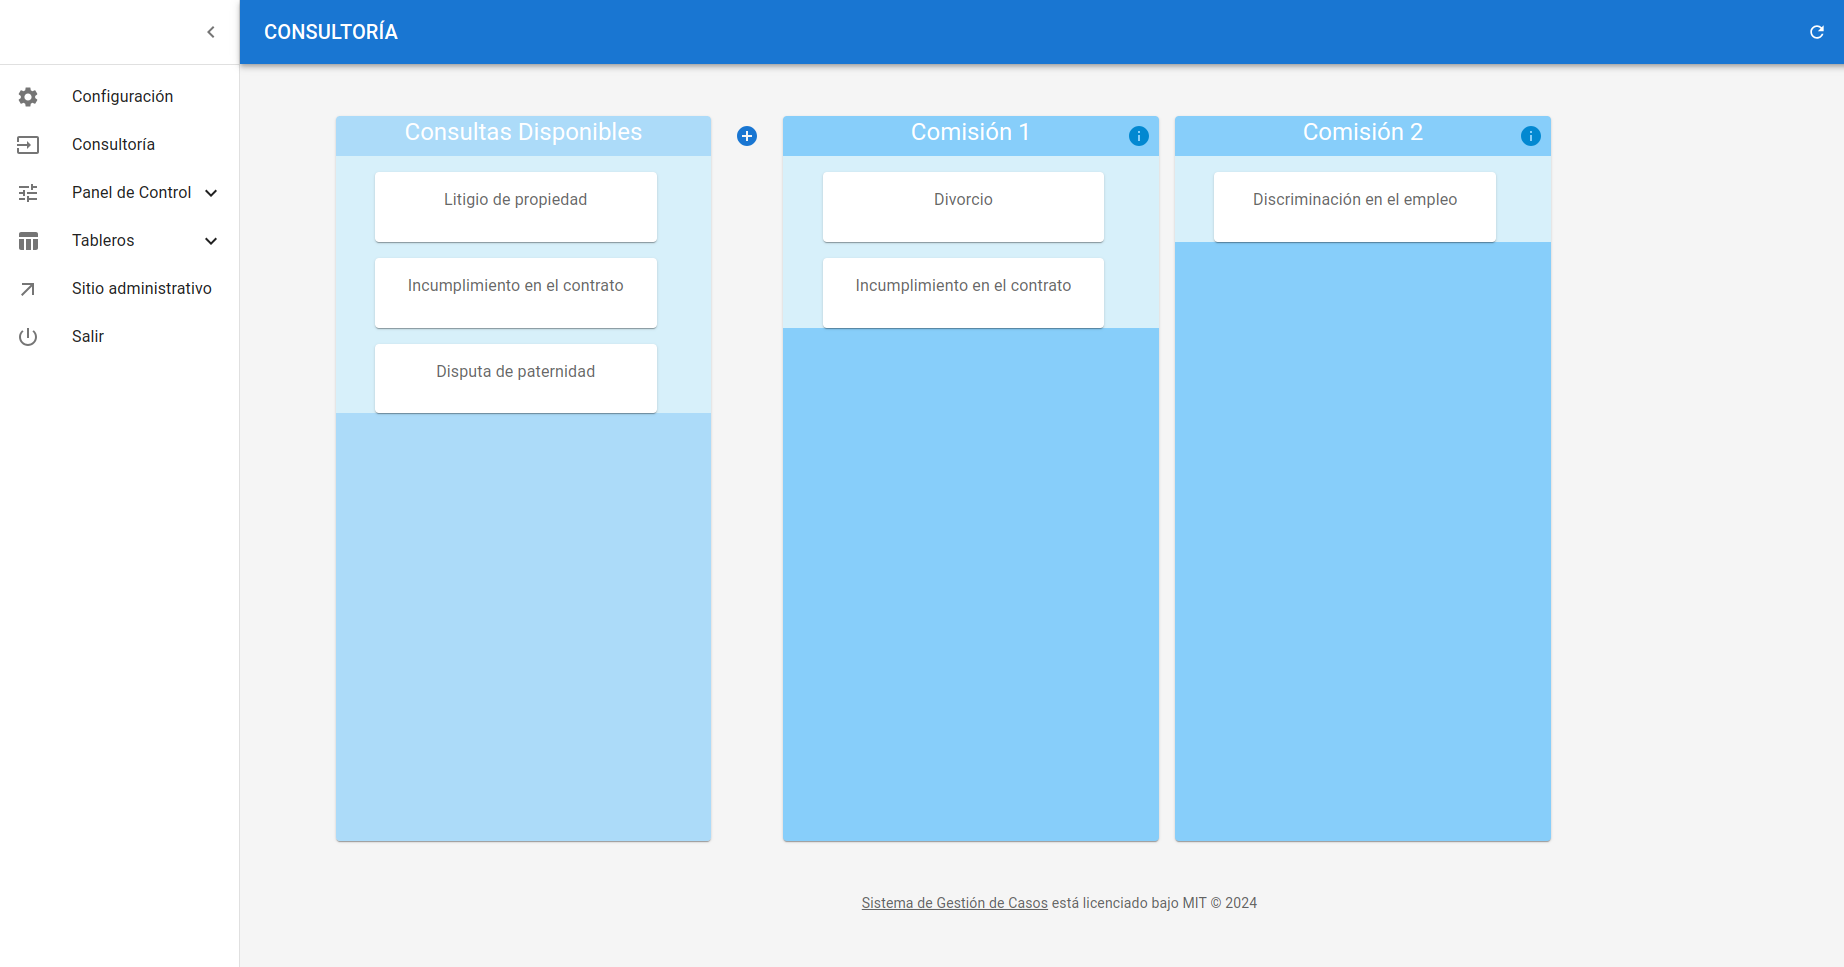 CONSULTORÍA
Configuración
Consultoría
Panel de Control
Tableros
Sitio administrativo
Salir
Consultas Disponibles
Litigio de propiedad
Incumplimiento en el contrato
Disputa de paternidad
Comisión 1
Divorcio
Incumplimiento en el contrato
Comisión 2
Discriminación en el empleo
Sistema de Gestión de Casos está licenciado bajo MIT © 2024